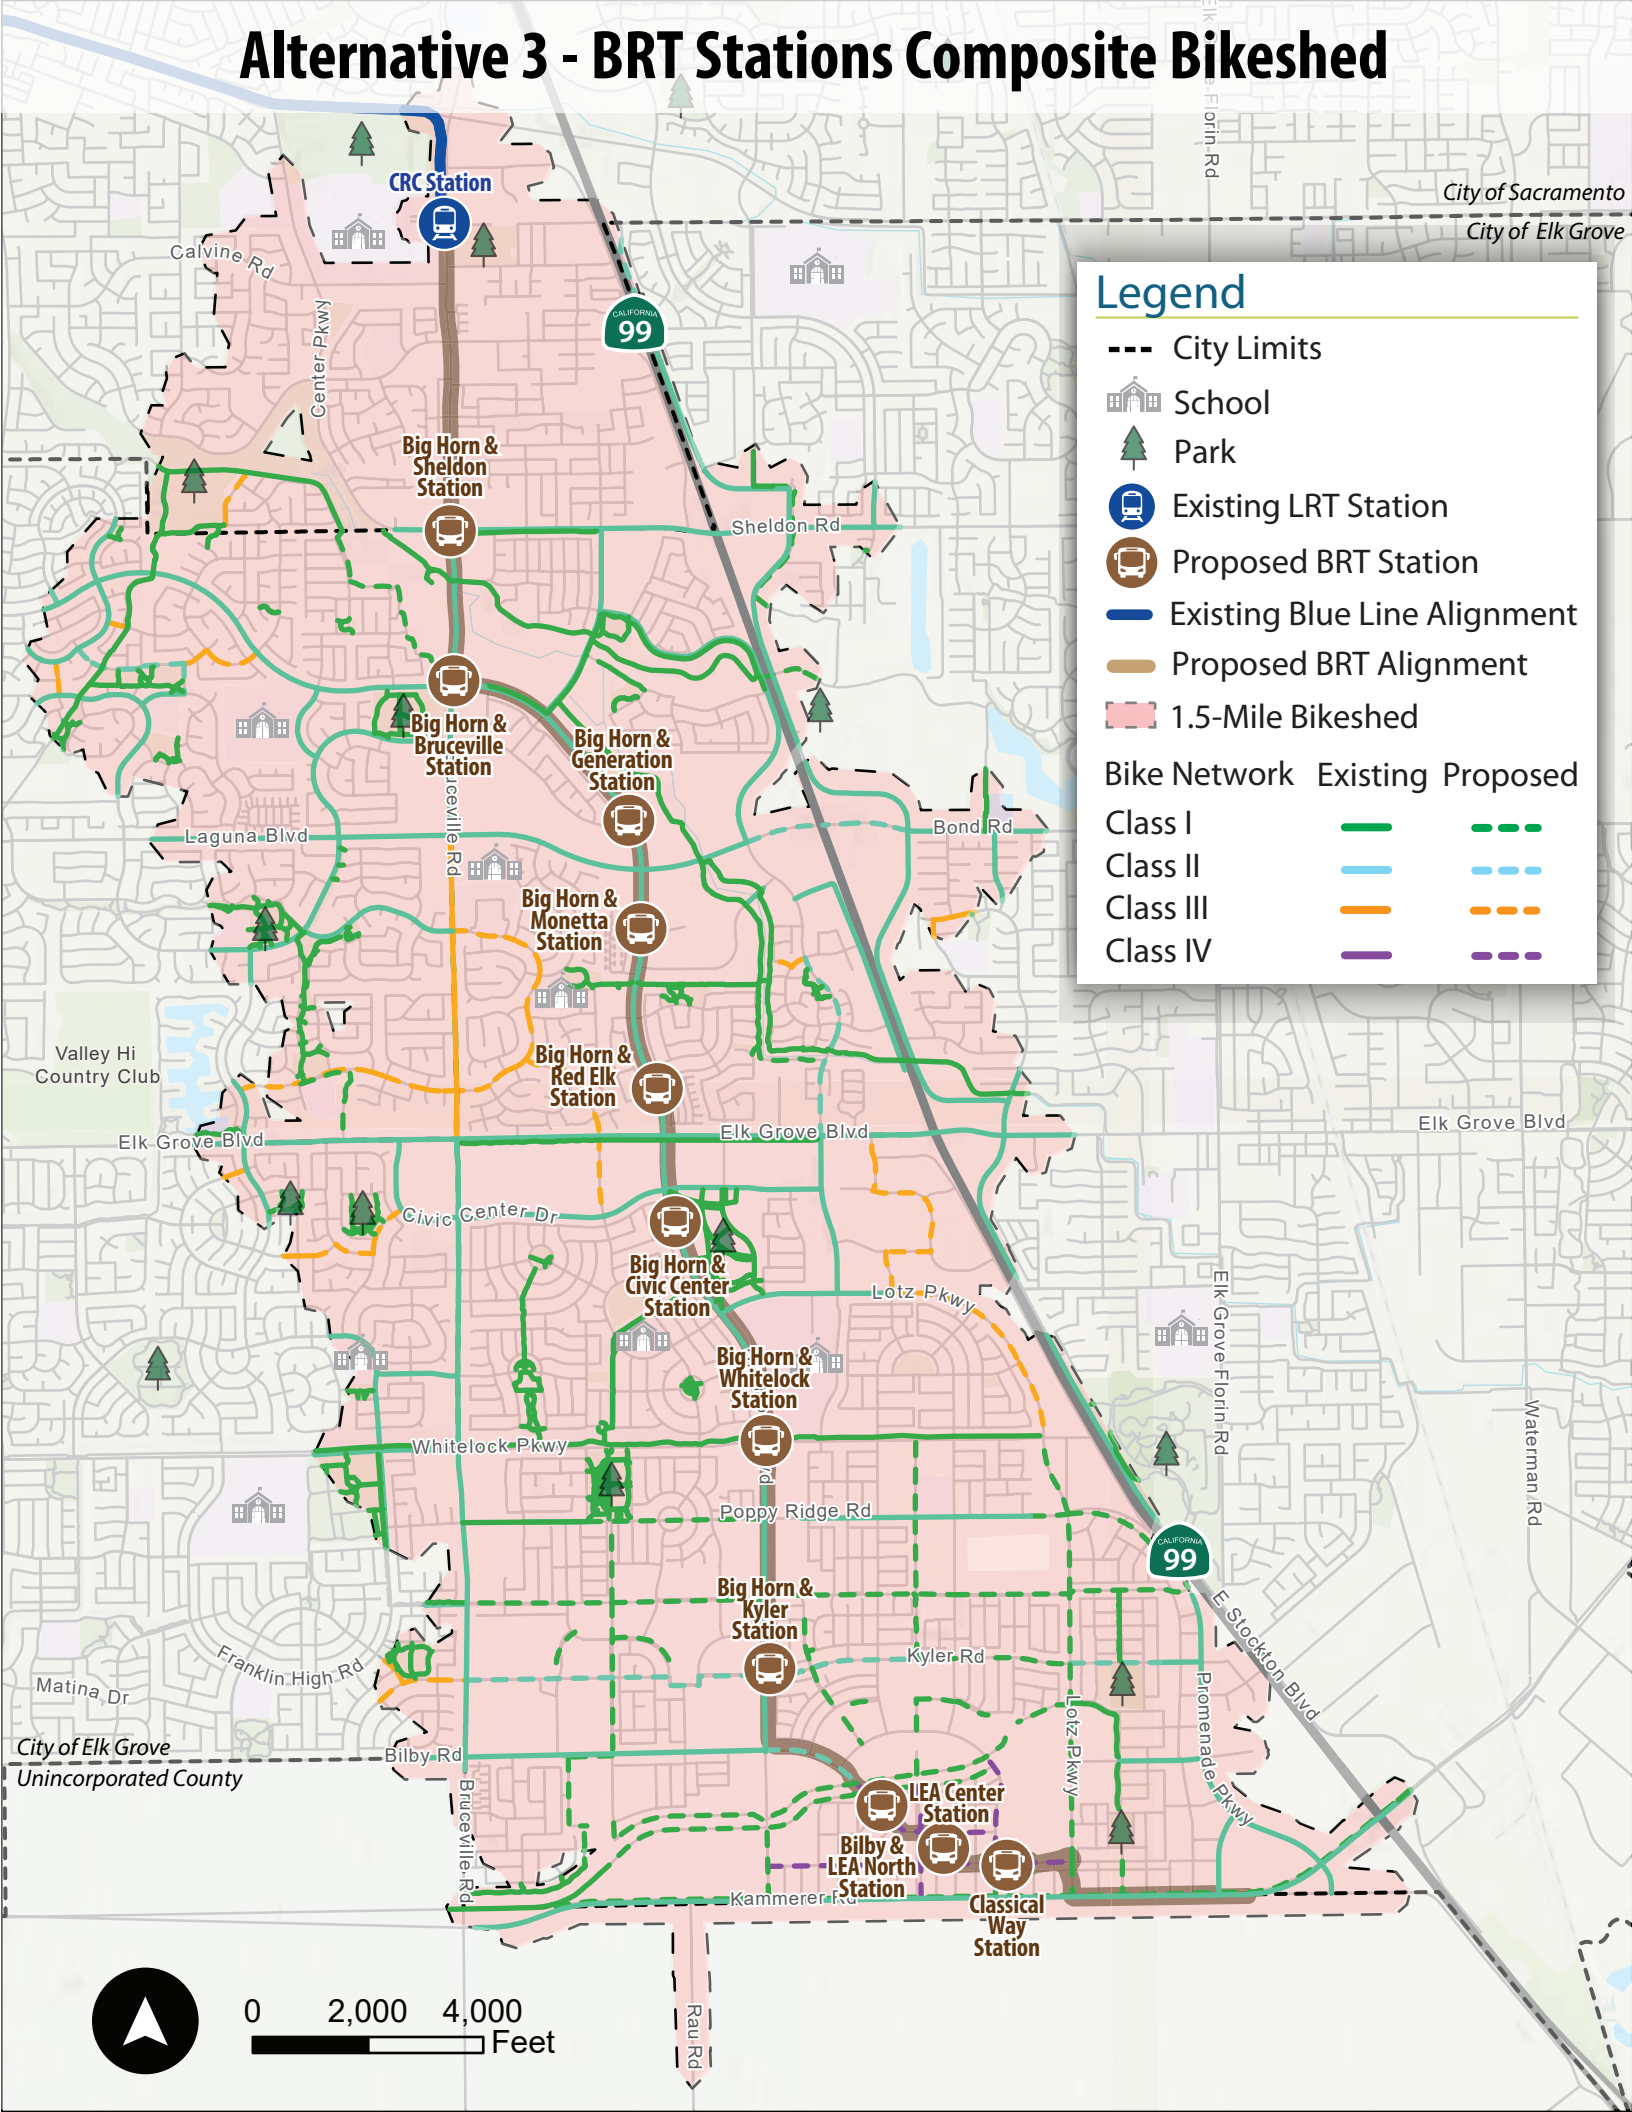 Alternative 3 - BRT Stations Composite Bikeshed
Florin Rd
City of Sacramento
City of Elk Grove
CRC Station
Calvine Rd
Center Pkwy
CALIFORNIA
99
Legend
City Limits
School
Park
Existing LRT Station
Proposed BRT Station
Existing Blue Line Alignment
Proposed BRT Alignment
1.5-Mile Bikeshed
Bike Network Existing Proposed
Class I
Class II
Class III
Class IV
Big Horn &
Sheldon
Station
Sheldon Rd
Big Horn &
Bruceville
Station
Big Horn &
Generation
Station
Laguna Blvd
Bruceville Rd
Bond Rd
Big Horn &
Monetta
Station
Valley Hi
Country Club
Big Horn &
Red Elk
Station
Elk Grove Blvd
Elk Grove Blvd
Elk Grove Blvd
Civic Center Dr
Big Horn &
Civic Center
Station
Lotz Pkwy
Elk Grove Florin Rd
Big Horn &
Whitelock
Station
Whitelock Pkwy
Waterman Rd
Poppy Ridge Rd
CALIFORNIA
99
Big Horn &
Kyler
Station
E Stockton Blvd
Franklin High Rd
Kyler Rd
Matina Dr
Promenade Pkwy
Lotz Pkwy
City of Elk Grove
Unincorporated County
Bilby Rd
Bruceville Rd
LEA Center
Station
Bilby &
LEA North
Station
Kammerer Rd
Classical
Way
Station
Rau Rd
0 2,000 4,000
Feet